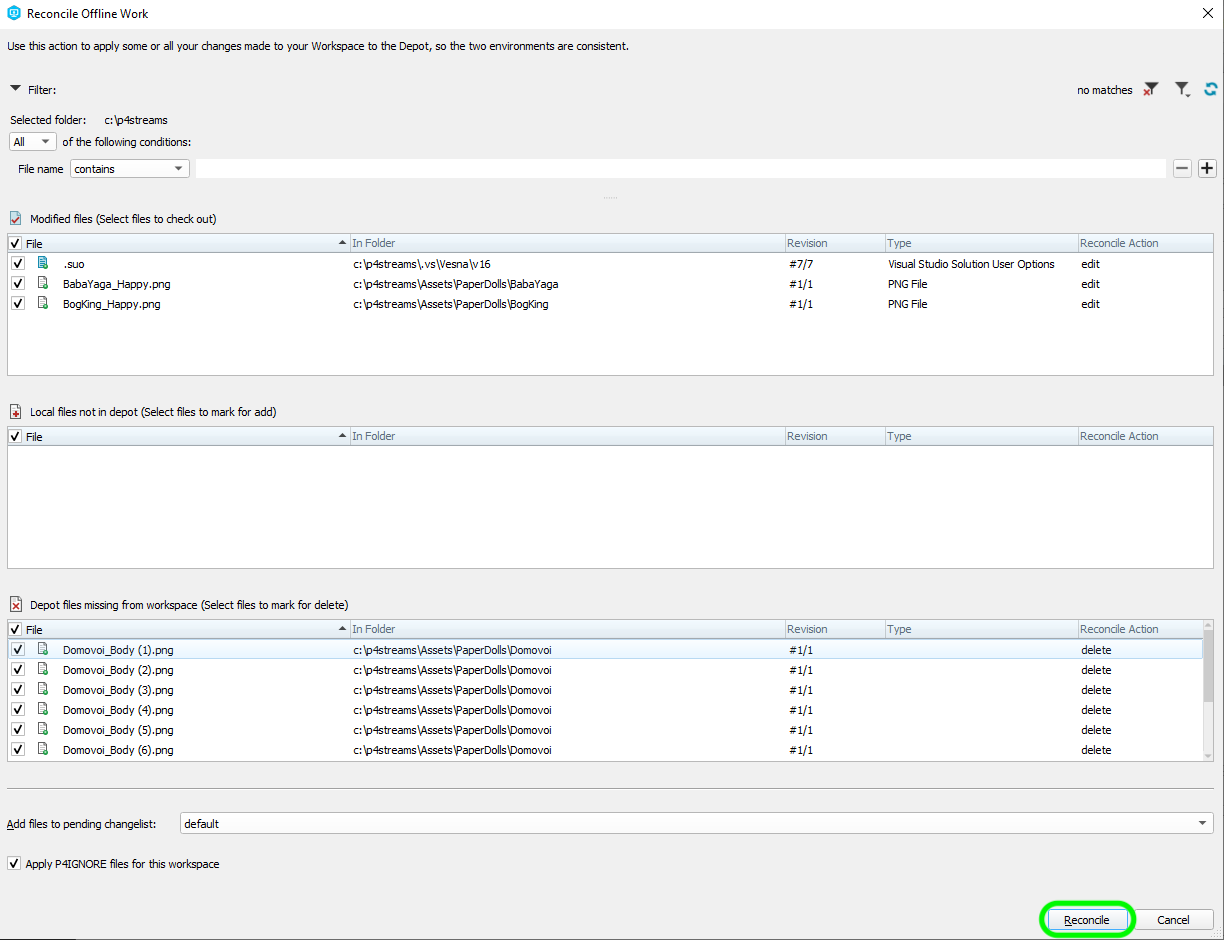 Reconcile Offline Work
Use this action to apply some or all your changes made to your Workspace to the Depot, so the two environments are consistent.
Filter: no matches
Selected folder: c:\p4streams
All of the following conditions:
File name contains
Modified files (Select files to check out)
File In Folder Revision Type Reconcile Action
.suo c:\p4streams\.vs\Vesna\v16 #7/7 Visual Studio Solution User Options edit
BabaYaga_Happy.png c:\p4streams\Assets\PaperDolls\BabaYaga #1/1 PNG File edit
BogKing_Happy.png c:\p4streams\Assets\PaperDolls\BogKing #1/1 PNG File edit
Local files not in depot (Select files to mark for add)
File In Folder Revision Type Reconcile Action
Depot files missing from workspace (Select files to mark for delete)
File In Folder Revision Type Reconcile Action
Domovoi_Body (1).png c:\p4streams\Assets\PaperDolls\Domovoi #1/1 delete
Domovoi_Body (2).png c:\p4streams\Assets\PaperDolls\Domovoi #1/1 delete
Domovoi_Body (3).png c:\p4streams\Assets\PaperDolls\Domovoi #1/1 delete
Domovoi_Body (4).png c:\p4streams\Assets\PaperDolls\Domovoi #1/1 delete
Domovoi_Body (5).png c:\p4streams\Assets\PaperDolls\Domovoi #1/1 delete
Domovoi_Body (6).png c:\p4streams\Assets\PaperDolls\Domovoi #1/1 delete
Add files to pending changelist: default
Apply P4IGNORE files for this workspace
Reconcile Cancel